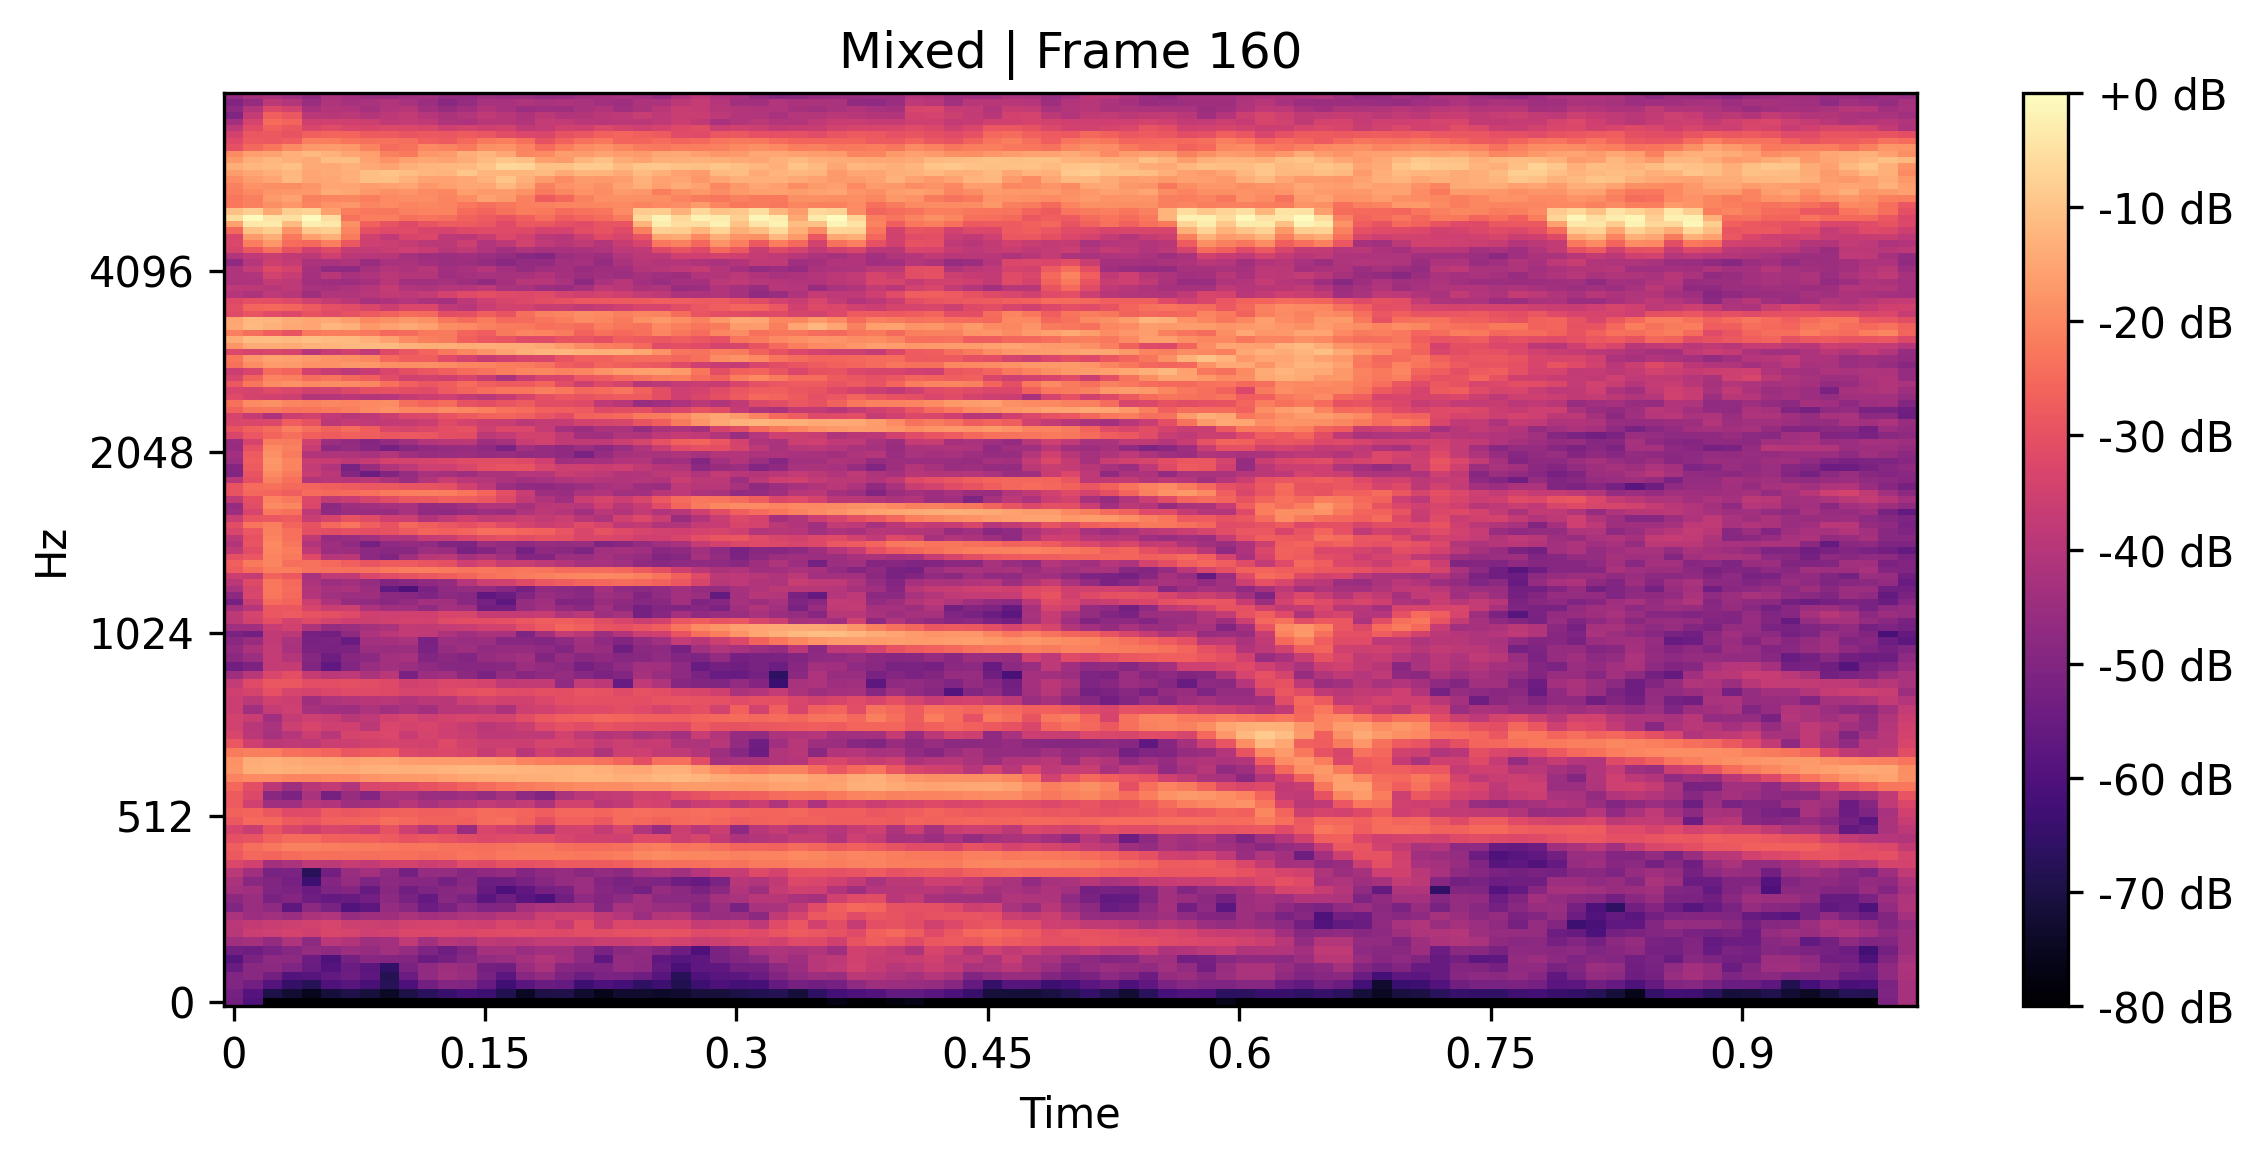 Mixed | Frame 160
Hz
4096
2048
1024
512
0
0 0.15 0.3 0.45 0.6 0.75 0.9
Time
+0 dB
-10 dB
-20 dB
-30 dB
-40 dB
-50 dB
-60 dB
-70 dB
-80 dB